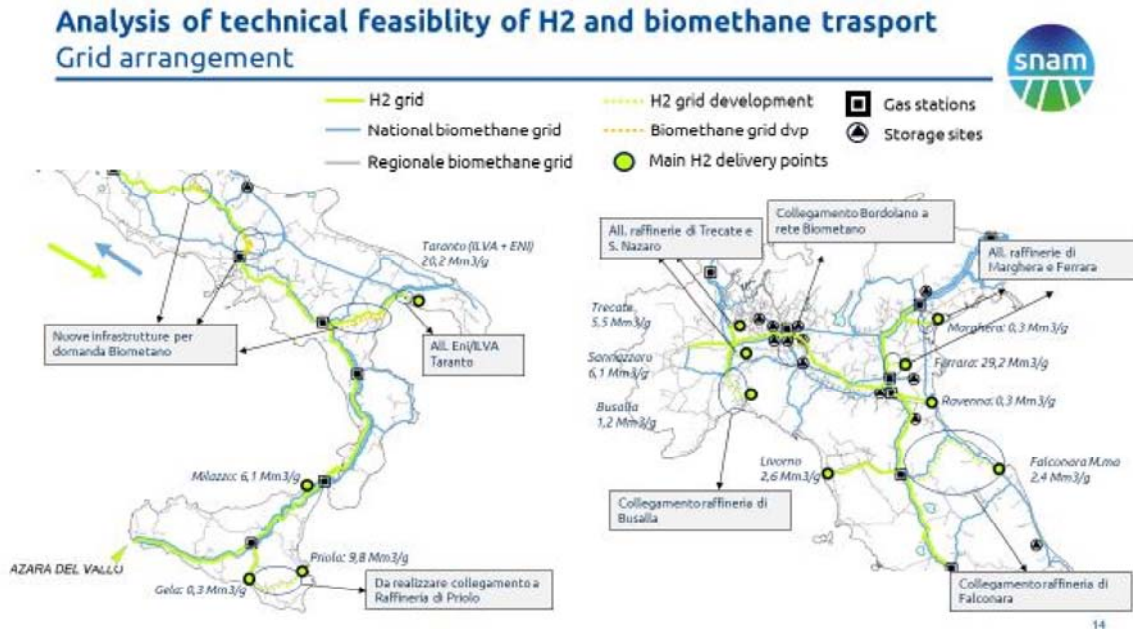 Analysis of technical feasiblity of H2 and biomethane trasport
Grid arrangement
snam
H2 grid
National biomethane grid
Regionale biomethane grid
H2 grid development
Biomethane grid dvp
Main H2 delivery points
Gas stations
Storage sites
Taranto (ILVA + ENI)
20,2 Mm3/g
Nuove infrastrutture per
domanda Biometano
All. Eni/ILVA
Taranto
Milazzo: 6,1 Mm3/g
AZARA DEL VALLO
Priolo: 9,8 Mm3/g
Gela: 0,3 Mm3/g
Da realizzare collegamento a
Raffineria di Priolo
All. raffinerie di Trecate e
S. Nazaro
Collegamento Bordolano a
rete Biometano
All. raffinerie di
Marghera e Ferrara
Trecate
5.5 Mm3/g
Sannazzaro
6,1 Mm3/g
Busalla
1,2 Mm3/g
Marghera: 0,3 Mm3/g
Ferrara: 29,2 Mm3/g
Ravenna: 0,3 Mm3/g
Livorno
2,6 Mm3/g
Falconara M.ma
2,4 Mm3/g
Collegamento raffineria di
Busalla
Collegamento raffineria di
Falconara
14